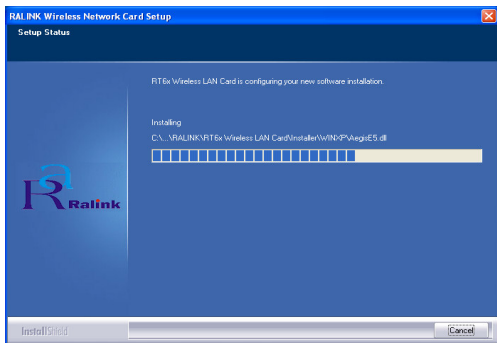 RALINK Wireless Network Card Setup
Setup Status
RT6x Wireless LAN Card is configuring your new software installation.
Installing
C:\...\RALINK\RT6x Wireless LAN Card\Installer\WINXP\AegisE5.dll
Ralink
InstallShield
Cancel